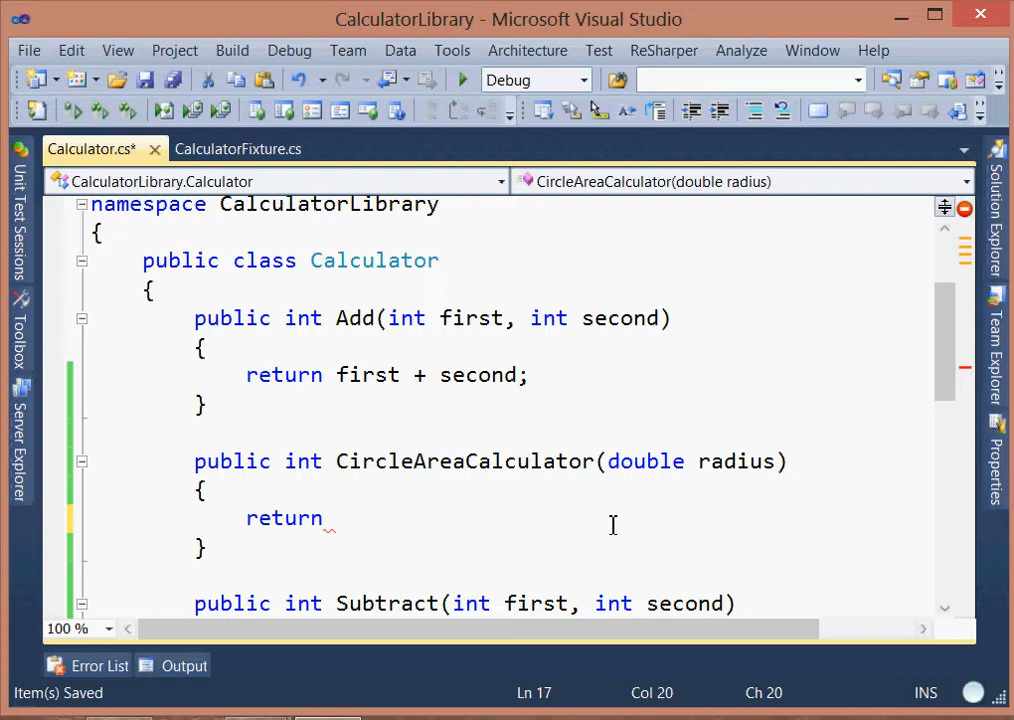 CalculatorLibrary - Microsoft Visual Studio
File Edit View Project Build Debug Team Data Tools Architecture Test ReSharper Analyze Window Help
Debug
Calculator.cs* CalculatorFixture.cs
CalculatorLibrary.Calculator CircleAreaCalculator(double radius)
Unit Test Sessions
Toolbox
Server Explorer
namespace CalculatorLibrary
{
public class Calculator
{
public int Add(int first, int second)
{
return first + second;
}
public int CircleAreaCalculator(double radius)
{
return
}
public int Subtract(int first, int second)
Solution Explorer
Team Explorer
Properties
100 %
Error List Output
Item(s) Saved Ln 17 Col 20 Ch 20 INS